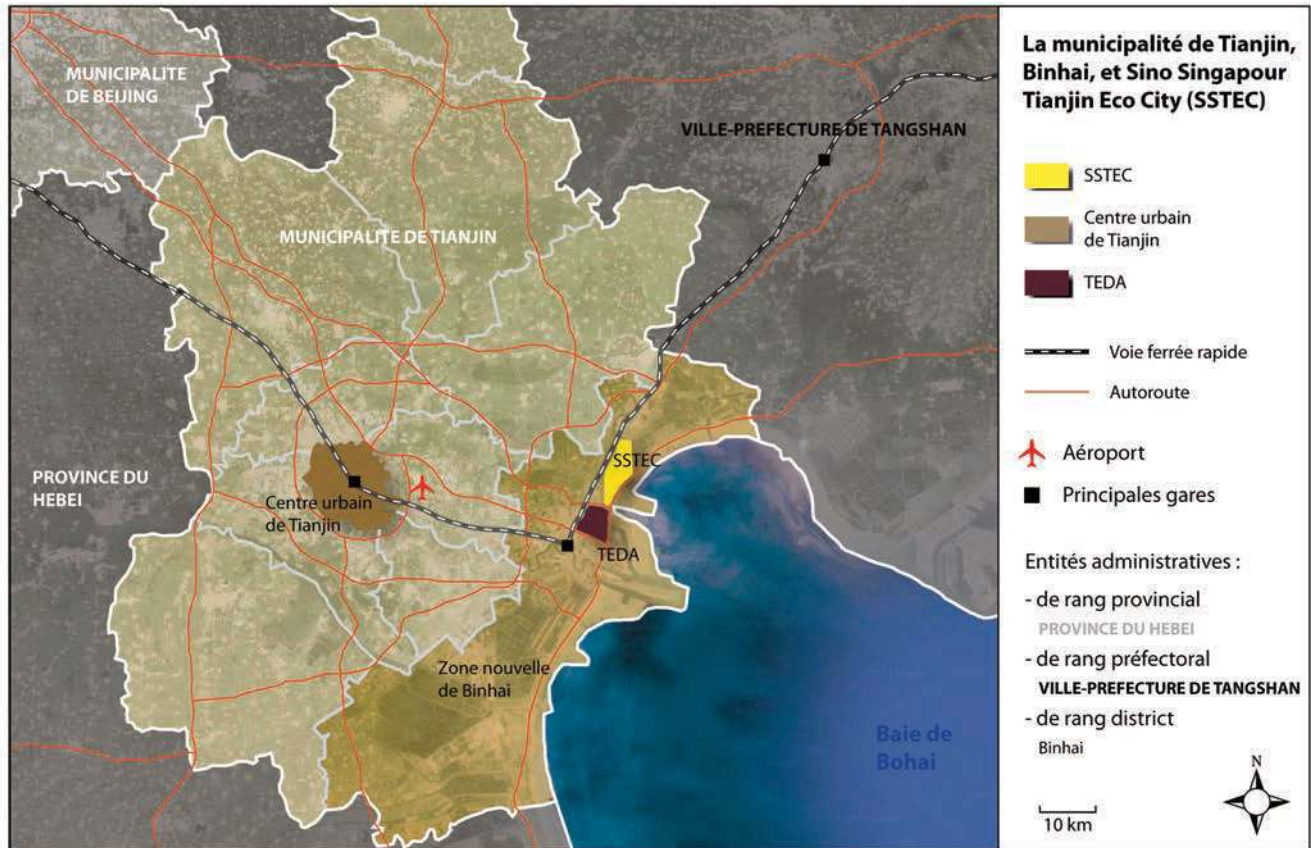 MUNICIPALITE
DE BEIJING
VILLE-PREFECTURE DE TANGSHAN
MUNICIPALITE DE TIANJIN
PROVINCE DU
HEBEI
Centre urbain
de Tianjin
SSTEC
TEDA
Zone nouvelle
de Binhai
Baie de
Bohai
La municipalité de Tianjin,
Binhai, et Sino Singapour
Tianjin Eco City (SSTEC)
SSTEC
Centre urbain
de Tianjin
TEDA
Voie ferrée rapide
Autoroute
Aéroport
Principales gares
Entités administratives :
- de rang provincial
PROVINCE DU HEBEI
- de rang préfectoral
VILLE-PREFECTURE DE TANGSHAN
- de rang district
Binhai
N
10 km